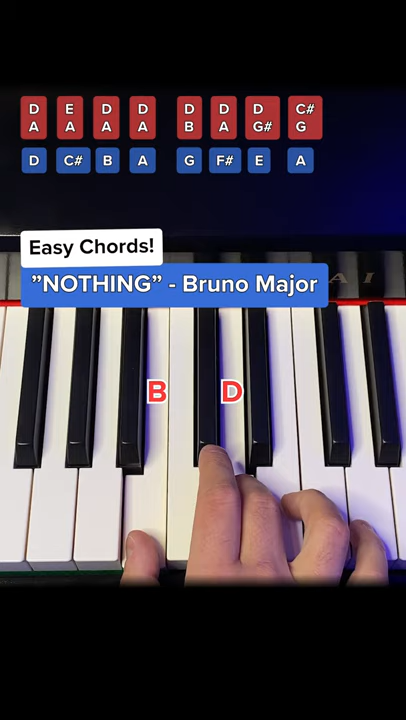 D E D D D D D C#
A A A A B A G# G
D C# B A G F# E A
Easy Chords!
”NOTHING” - Bruno Major
A I
B D